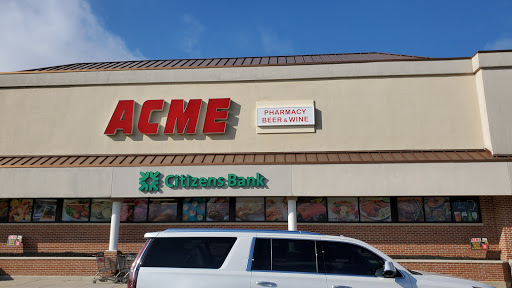 ACME
PHARMACY
BEER & WINE
Citizens Bank